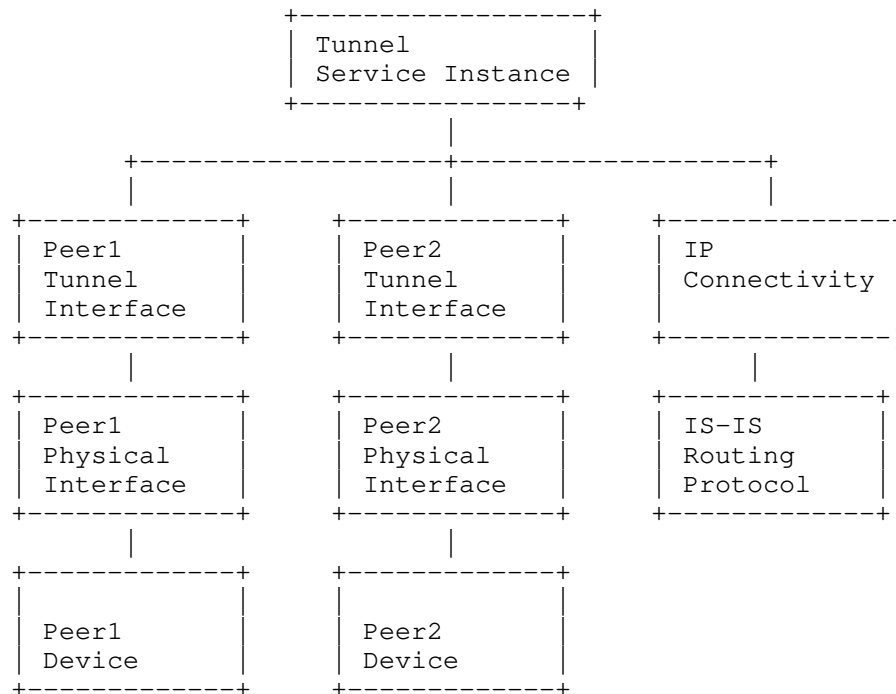 Tunnel
Service Instance
Peer1
Tunnel
Interface
Peer2
Tunnel
Interface
IP
Connectivity
Peer1
Physical
Interface
Peer2
Physical
Interface
IS-IS
Routing
Protocol
Peer1
Device
Peer2
Device